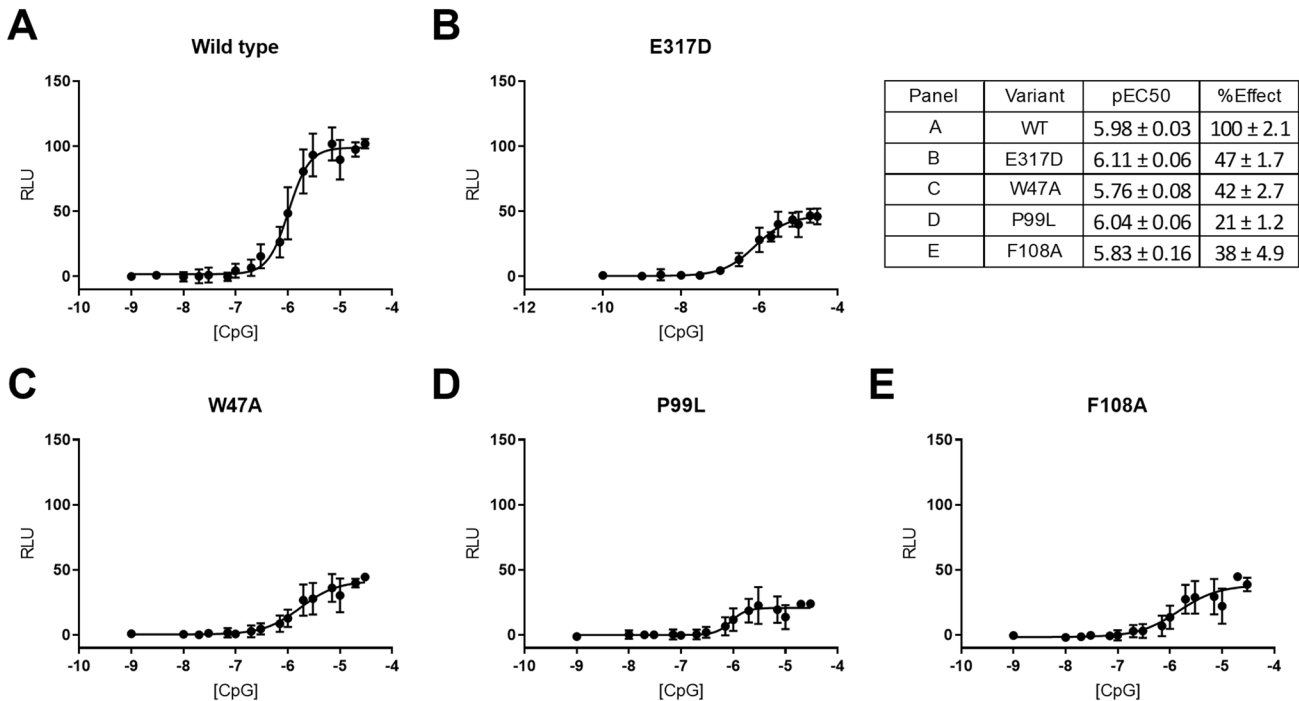 A
Wild type
RLU
150
100
50
0
-10 -9 -8 -7 -6 -5 -4
[CpG]
B
E317D
RLU
150
100
50
0
-12 -10 -8 -6 -4
[CpG]
Panel Variant pEC50 %Effect
A WT 5.98 ± 0.03 100 ± 2.1
B E317D 6.11 ± 0.06 47 ± 1.7
C W47A 5.76 ± 0.08 42 ± 2.7
D P99L 6.04 ± 0.06 21 ± 1.2
E F108A 5.83 ± 0.16 38 ± 4.9
C
W47A
RLU
150
100
50
0
-10 -9 -8 -7 -6 -5 -4
[CpG]
D
P99L
RLU
150
100
50
0
-10 -9 -8 -7 -6 -5 -4
[CpG]
E
F108A
RLU
150
100
50
0
-10 -9 -8 -7 -6 -5 -4
[CpG]